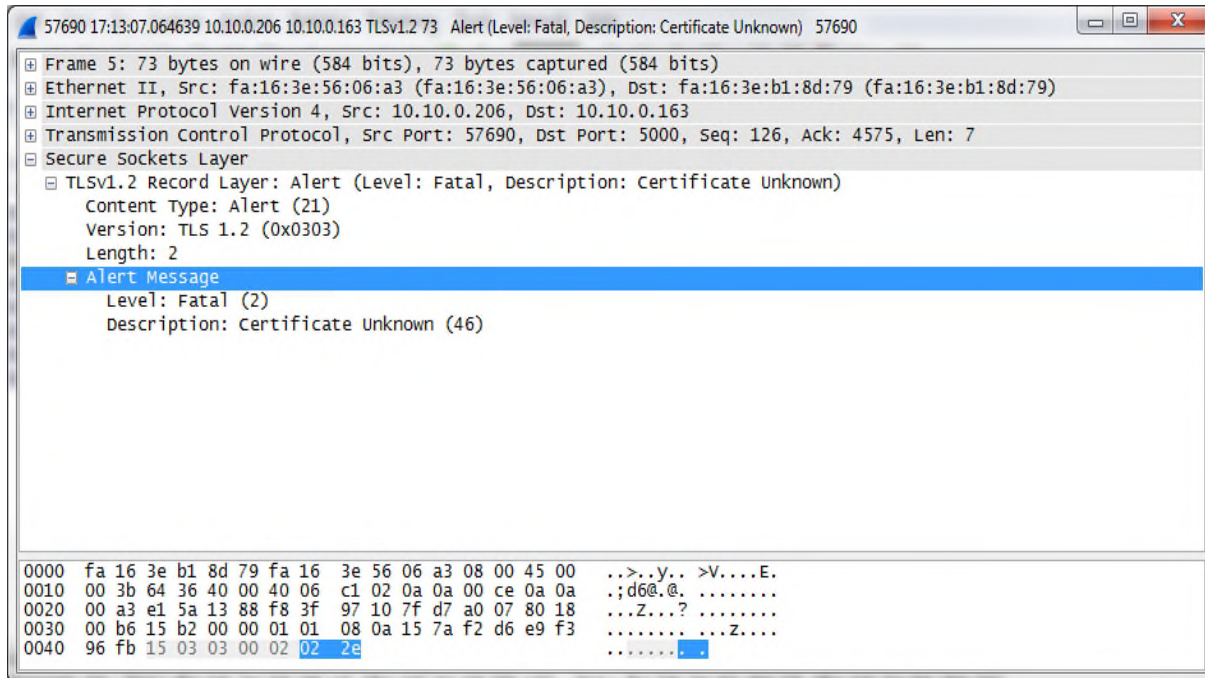 57690 17:13:07.064639 10.10.0.206 10.10.0.163 TLSv1.2 73 Alert (Level: Fatal, Description: Certificate Unknown) 57690
Frame 5: 73 bytes on wire (584 bits), 73 bytes captured (584 bits)
Ethernet II, Src: fa:16:3e:56:06:a3 (fa:16:3e:56:06:a3), Dst: fa:16:3e:b1:8d:79 (fa:16:3e:b1:8d:79)
Internet Protocol Version 4, Src: 10.10.0.206, Dst: 10.10.0.163
Transmission Control Protocol, Src Port: 57690, Dst Port: 5000, Seq: 126, Ack: 4575, Len: 7
Secure Sockets Layer
TLSv1.2 Record Layer: Alert (Level: Fatal, Description: Certificate Unknown)
Content Type: Alert (21)
Version: TLS 1.2 (0x0303)
Length: 2
Alert Message
Level: Fatal (2)
Description: Certificate Unknown (46)
0000 fa 16 3e b1 8d 79 fa 16 3e 56 06 a3 08 00 45 00 ..>..y.. >V....E.
0010 00 3b 64 36 40 00 40 06 c1 02 0a 0a 00 ce 0a 0a .;d6@.@. ........
0020 00 a3 e1 5a 13 88 f8 3f 97 10 7f d7 a0 07 80 18 ...Z...? ........
0030 00 b6 15 b2 00 00 01 01 08 0a 15 7a f2 d6 e9 f3 ........ ...z....
0040 96 fb 15 03 03 00 02 02 2e ........ .